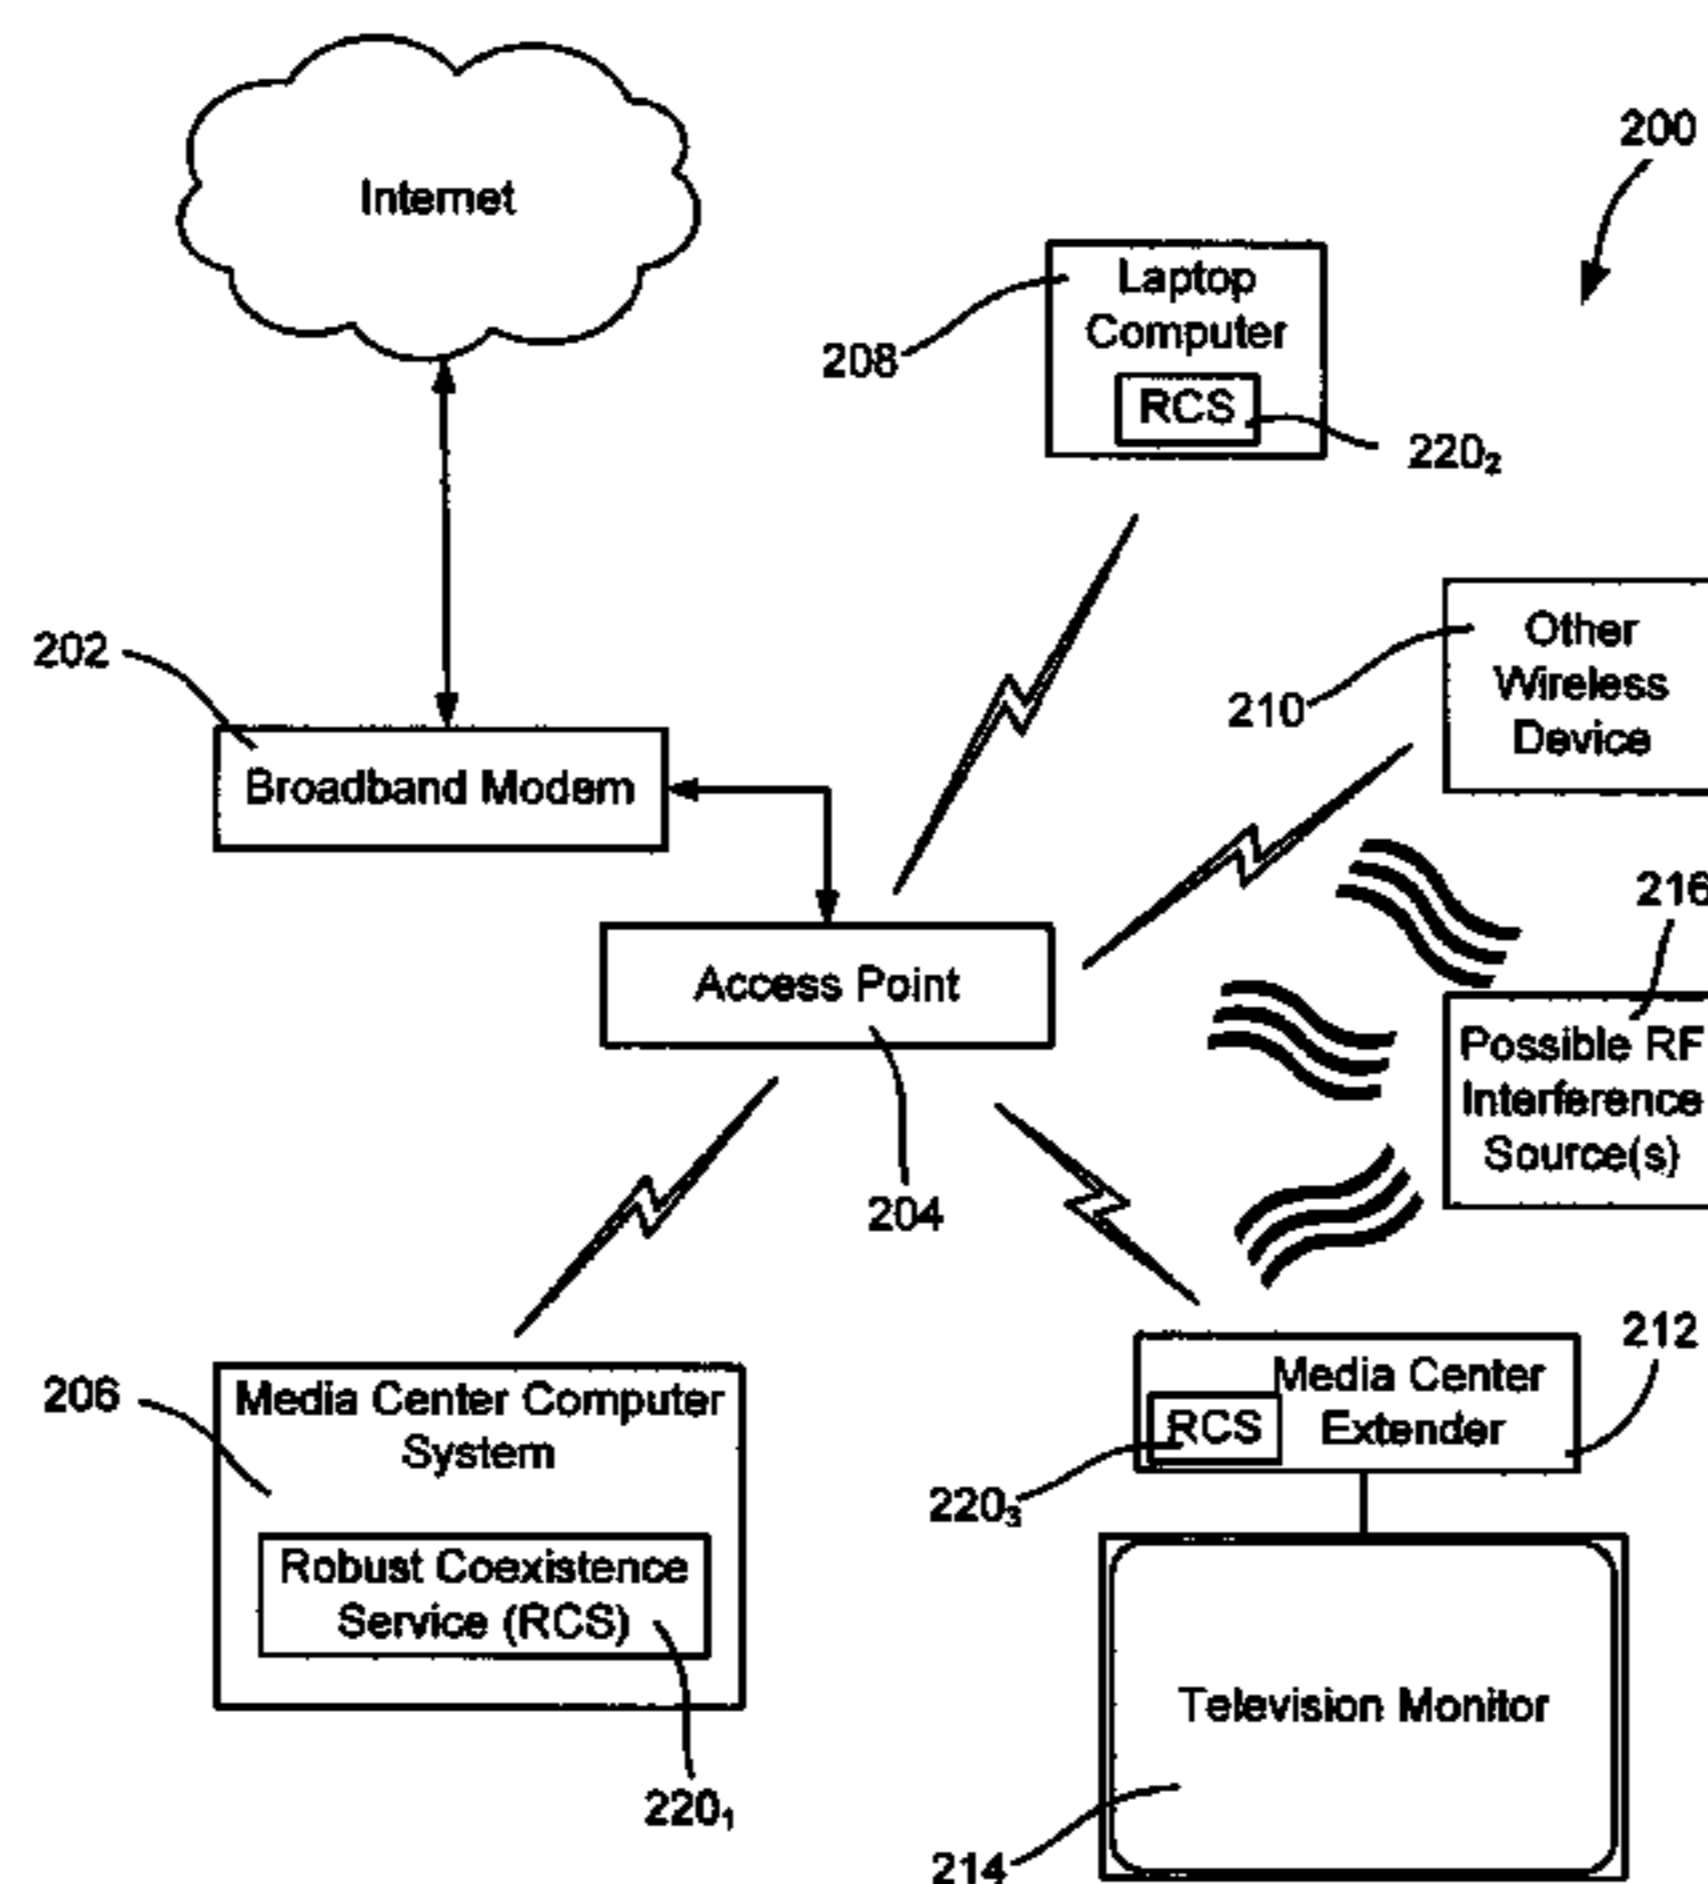 Internet
200
Laptop
Computer
208
RCS
220₂
202
Other
Wireless
Device
210
Broadband Modem
216
Access Point
Possible RF
Interference
Source(s)
204
212
206
Media Center Computer
System
Media Center
Extender
RCS
220₃
Robust Coexistence
Service (RCS)
Television Monitor
220₁
214